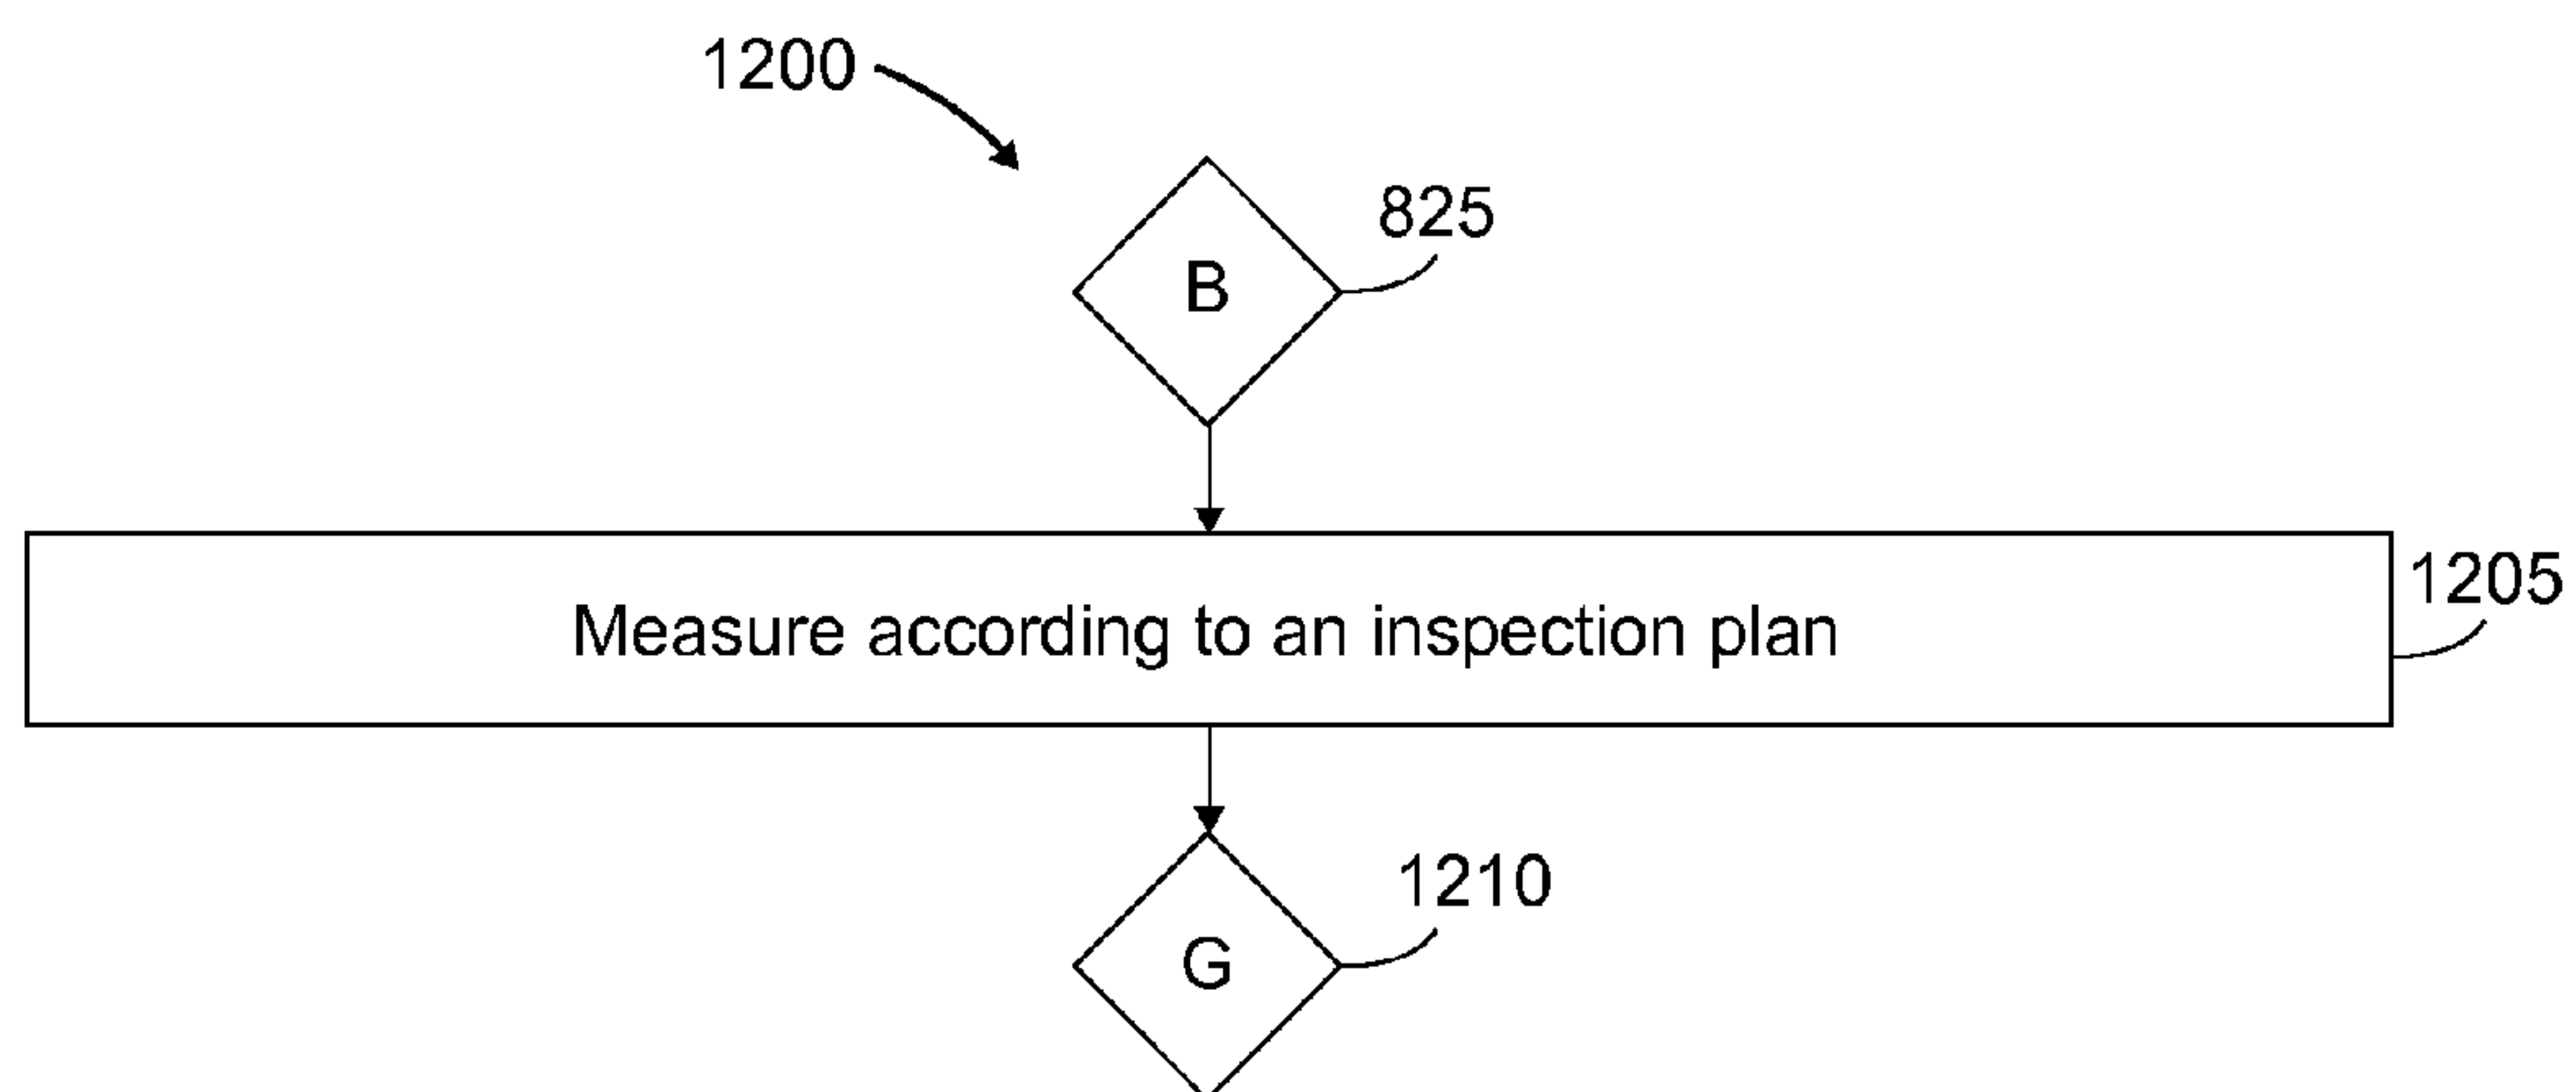 1200
825
B
1205
Measure according to an inspection plan
1210
G